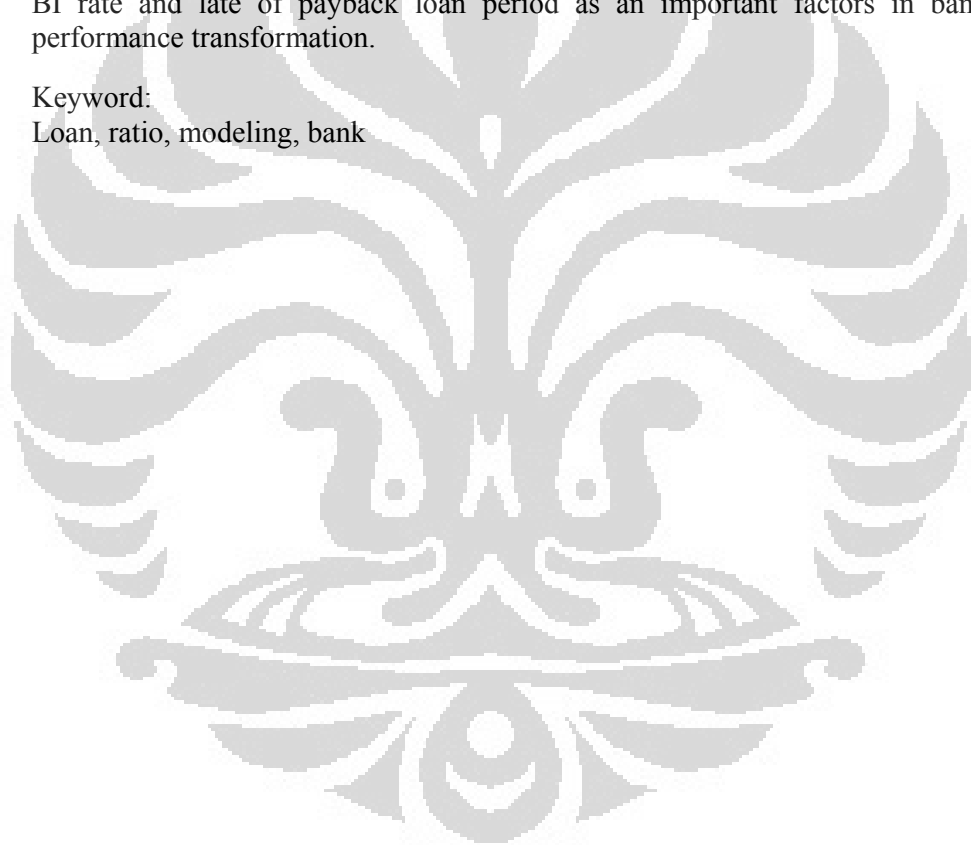 BI rate and late of payback loan period as an important factors in ban
performance transformation.
Keyword:
Loan, ratio, modeling, bank